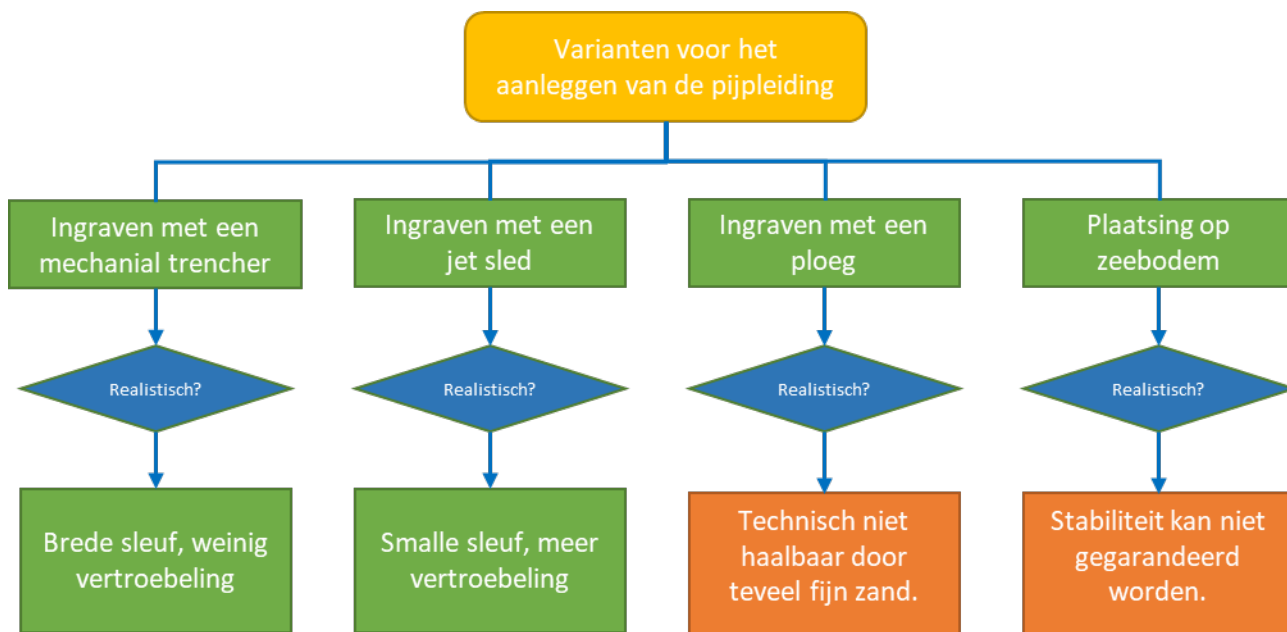 Varianten voor het
aanleggen van de pijpleiding
Ingraven met een
mechanial trencher
Ingraven met een
jet sled
Ingraven met een
ploeg
Plaatsing op
zeebodem
Realistisch?
Realistisch?
Realistisch?
Realistisch?
Brede sleuf, weinig
vertroebeling
Smalle sleuf, meer
vertroebeling
Technisch niet
haalbaar door
teveel fijn zand.
Stabiliteit kan niet
gegarandeerd
worden.